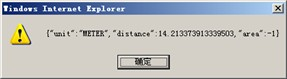 Windows Internet Explorer
{"unit":"METER","distance":14.213373913339503,"area":-1}
确定